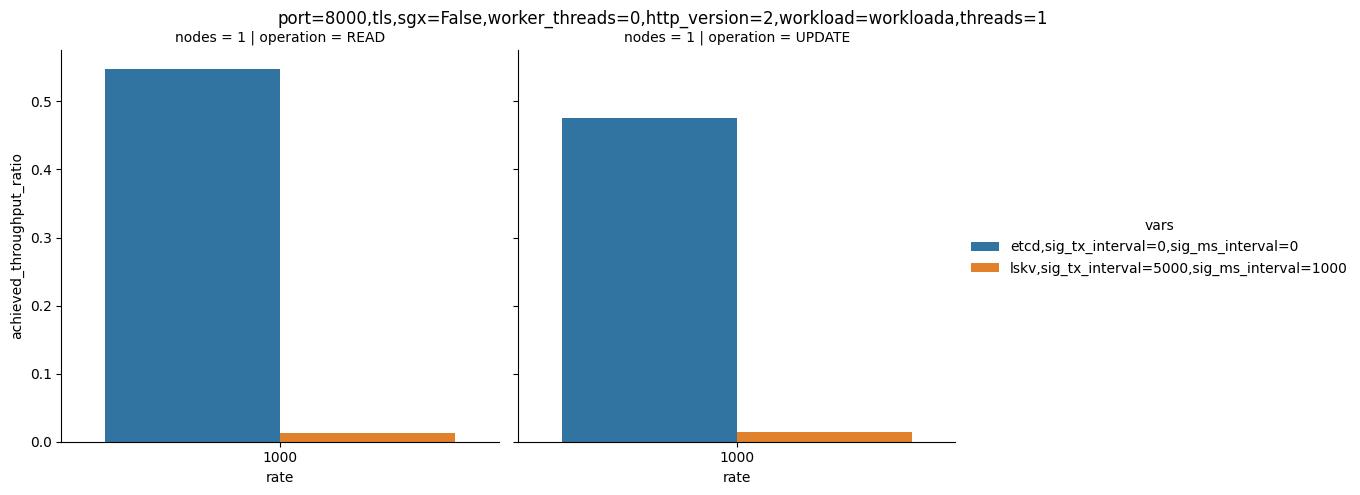 port=8000,tls,sgx=False,worker_threads=0,http_version=2,workload=workloada,threads=1
nodes = 1 | operation = READ
nodes = 1 | operation = UPDATE
achieved_throughput_ratio
0.5
0.4
0.3
0.2
0.1
0.0
1000
rate
1000
rate
vars
etcd,sig_tx_interval=0,sig_ms_interval=0
lskv,sig_tx_interval=5000,sig_ms_interval=1000